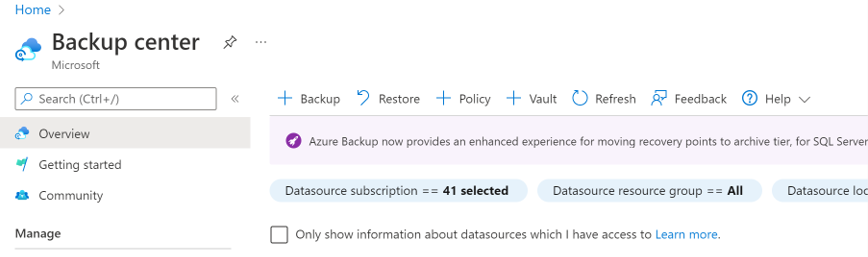 Home >
Backup center ...
Microsoft
Search (Ctrl+/) «
+ Backup Restore + Policy + Vault Refresh Feedback Help
Overview
Azure Backup now provides an enhanced experience for moving recovery points to archive tier, for SQL Server
Getting started
Community
Datasource subscription == 41 selected Datasource resource group == All Datasource loc
Manage
Only show information about datasources which I have access to Learn more.